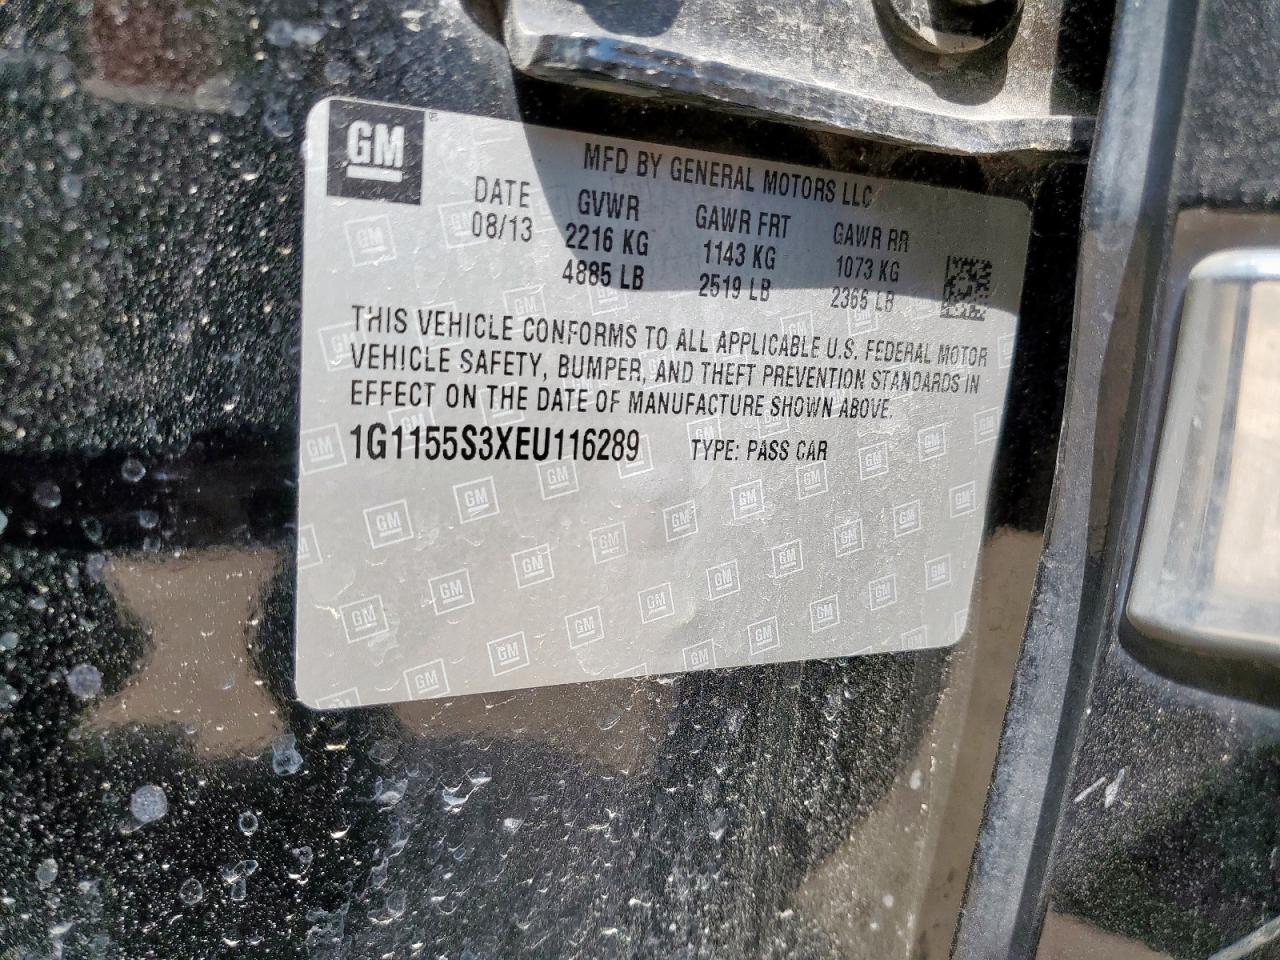 GM
MFD BY GENERAL MOTORS LLC
DATE GVWR GAWR FRT GAWR RR
08/13 2216 KG 1143 KG 1073 KG
4885 LB 2519 LB 2365 LB
THIS VEHICLE CONFORMS TO ALL APPLICABLE U.S. FEDERAL MOTOR
VEHICLE SAFETY, BUMPER, AND THEFT PREVENTION STANDARDS IN
EFFECT ON THE DATE OF MANUFACTURE SHOWN ABOVE.
1G1155S3XEU116289 TYPE: PASS CAR